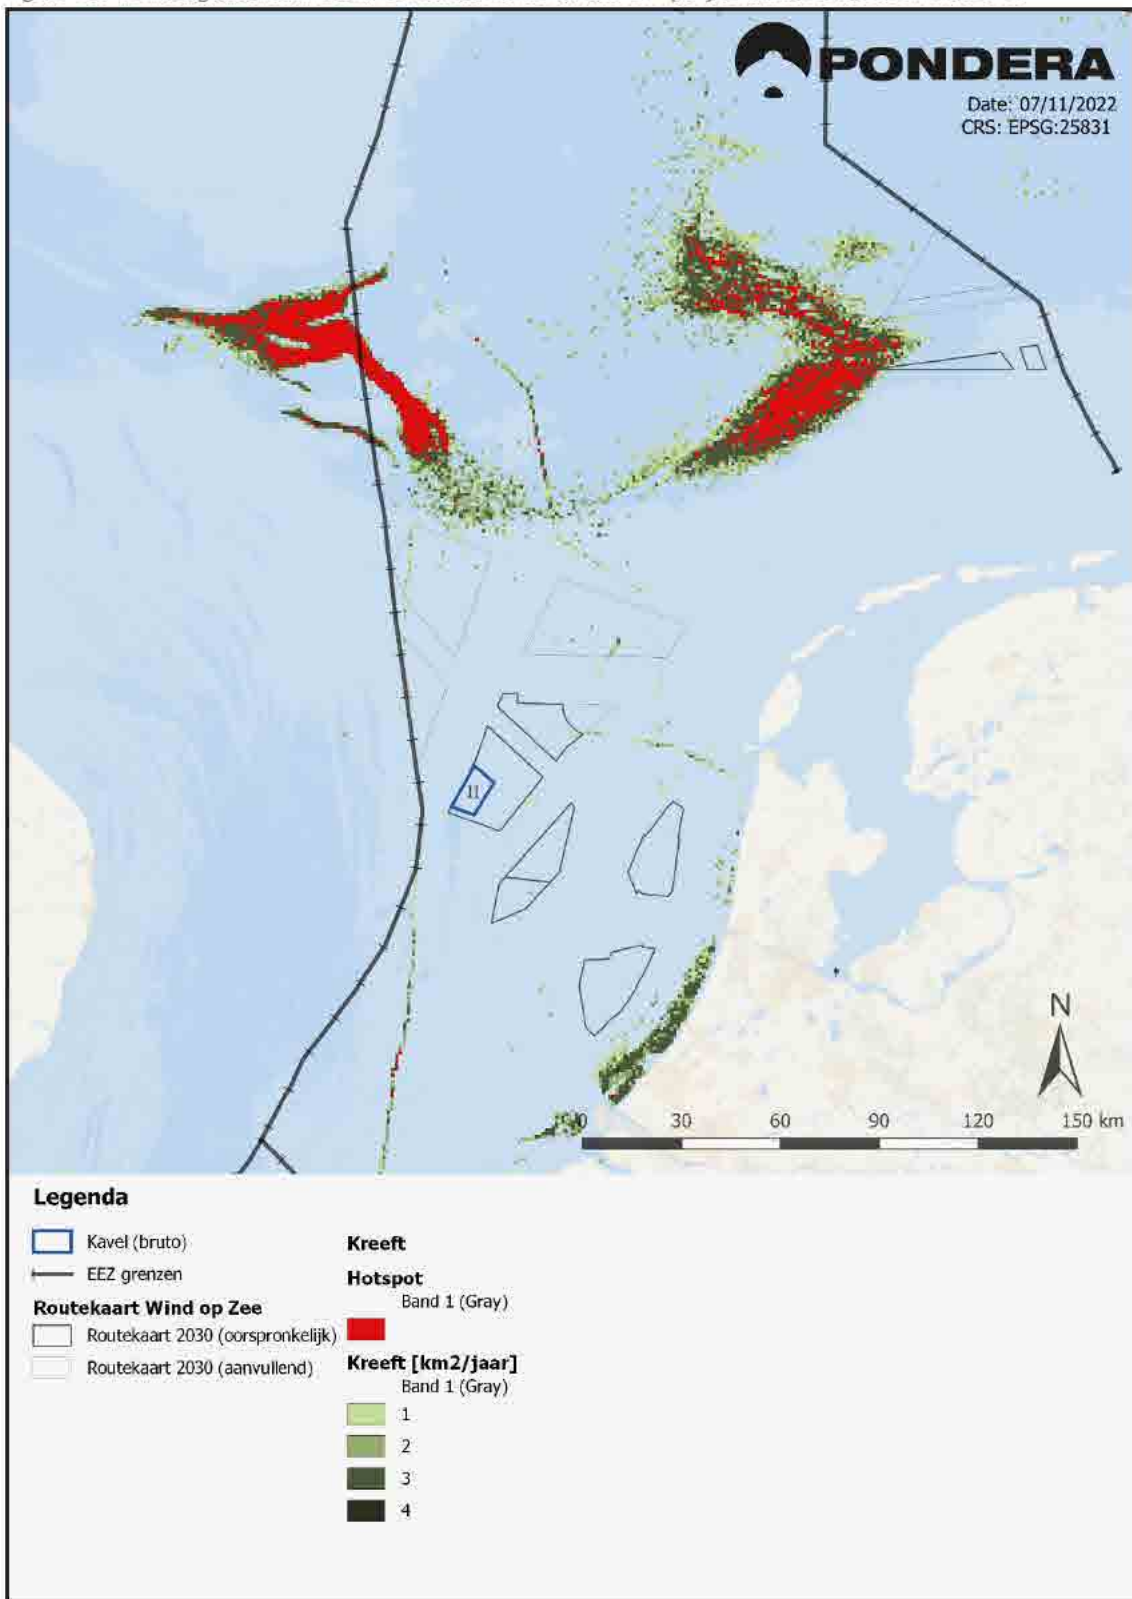 PONDERA
Date: 07/11/2022
CRS: EPSG:25831
II
N
0 30 60 90 120 150 km
Legenda
Kavel (bruto)
EEZ grenzen
Routekaart Wind op Zee
Routekaart 2030 (oorspronkelijk)
Routekaart 2030 (aanvullend)
Kreeft
Hotspot
Band 1 (Gray)
Kreeft [km2/jaar]
Band 1 (Gray)
1
2
3
4